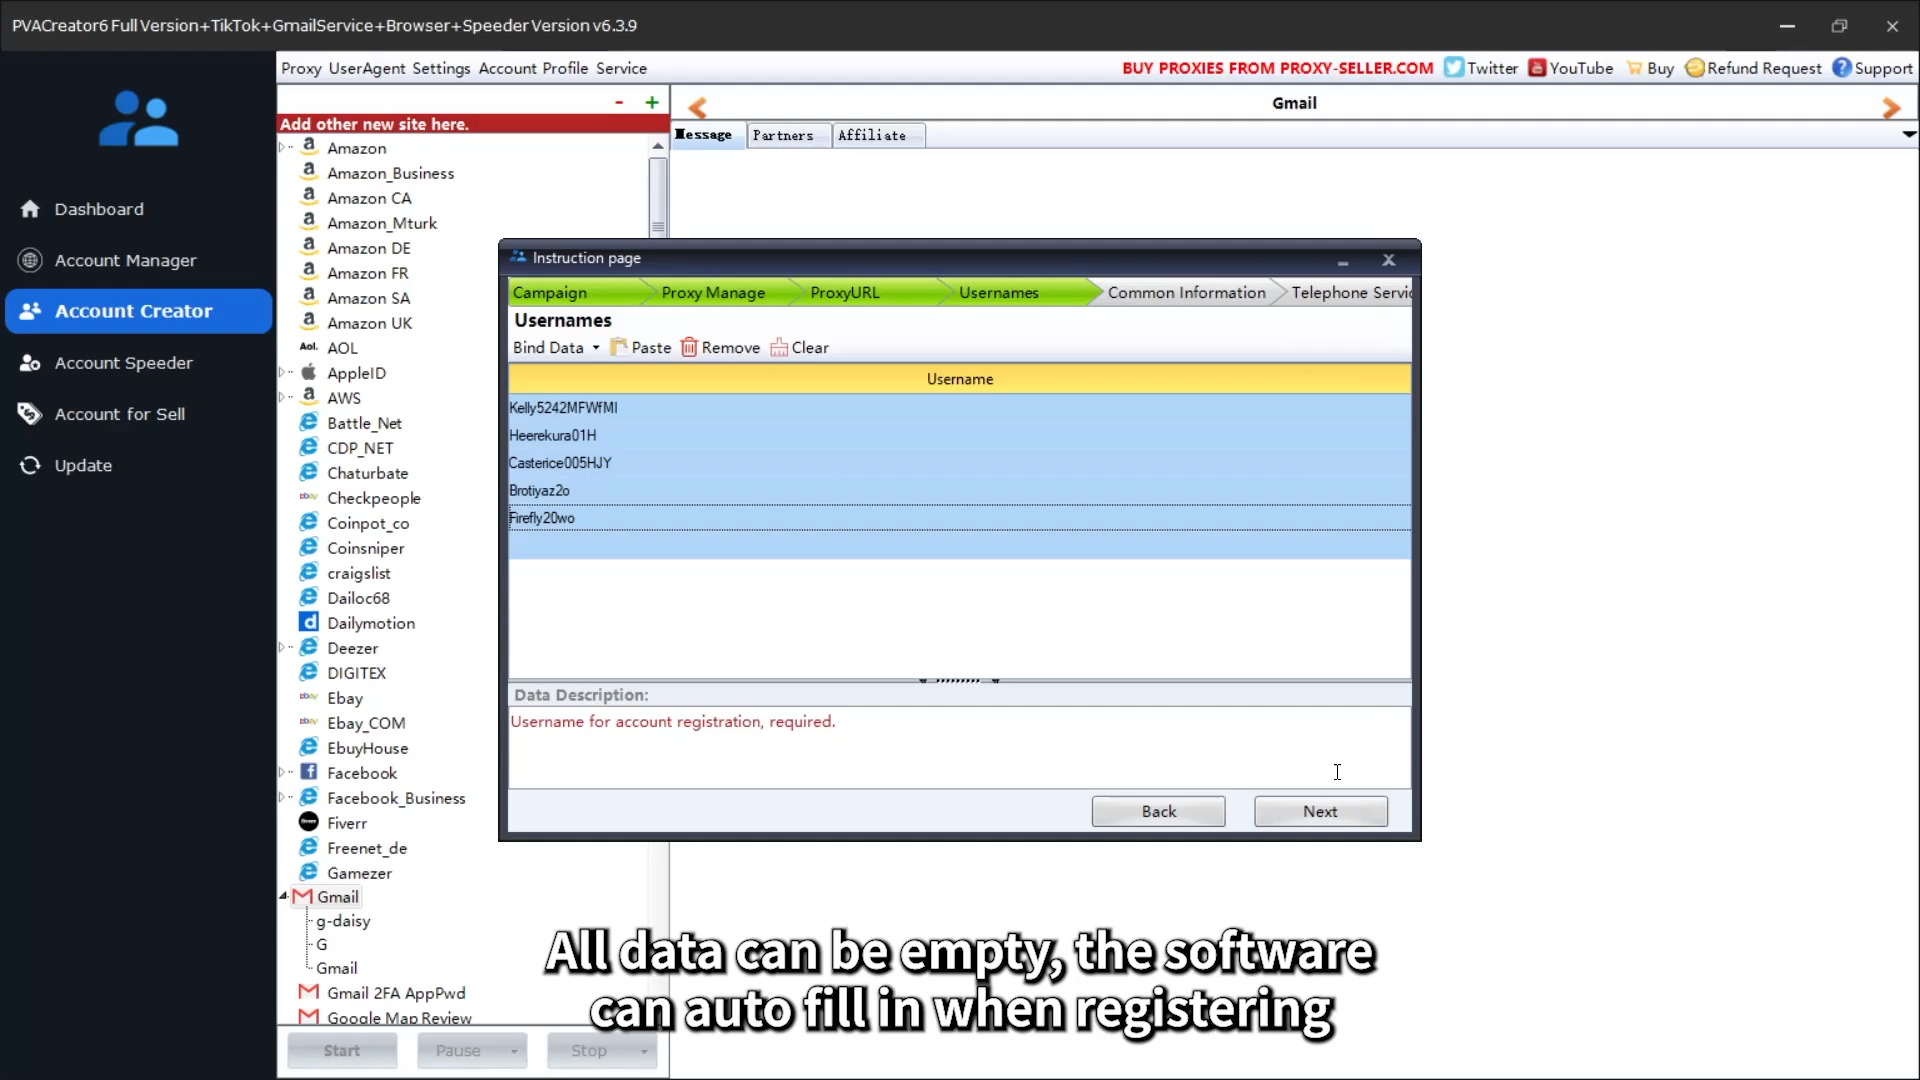 PVACreator6 Full Version+TikTok+GmailService+Browser+Speeder Version v6.3.9
Proxy UserAgent Settings Account Profile Service
BUY PROXIES FROM PROXY-SELLER.COM Twitter YouTube Buy Refund Request Support
Dashboard
Account Manager
Account Creator
Account Speeder
Account for Sell
Update
- +
Add other new site here.
Amazon
Amazon_Business
Amazon CA
Amazon_Mturk
Amazon DE
Amazon FR
Amazon SA
Amazon UK
Aol. AOL
AppleID
AWS
Battle_Net
CDP_NET
Chaturbate
Checkpeople
Coinpot_co
Coinsniper
craigslist
Dailoc68
Dailymotion
Deezer
DIGITEX
Ebay
Ebay_COM
EbuyHouse
Facebook
Facebook_Business
Fiverr
Freenet_de
Gamezer
Gmail
g-daisy
G
Gmail
Gmail 2FA AppPwd
Google Map Review
Start Pause Stop
Gmail
Message Partners Affiliate
Instruction page
Campaign Proxy Manage ProxyURL Usernames Common Information Telephone Servic
Usernames
Bind Data Paste Remove Clear
Username
Kelly5242MFWfMI
Heerekura01H
Casterice005HJY
Brotiyaz2o
Firefly20wo
Data Description:
Username for account registration, required.
Back Next
All data can be empty, the software
can auto fill in when registering